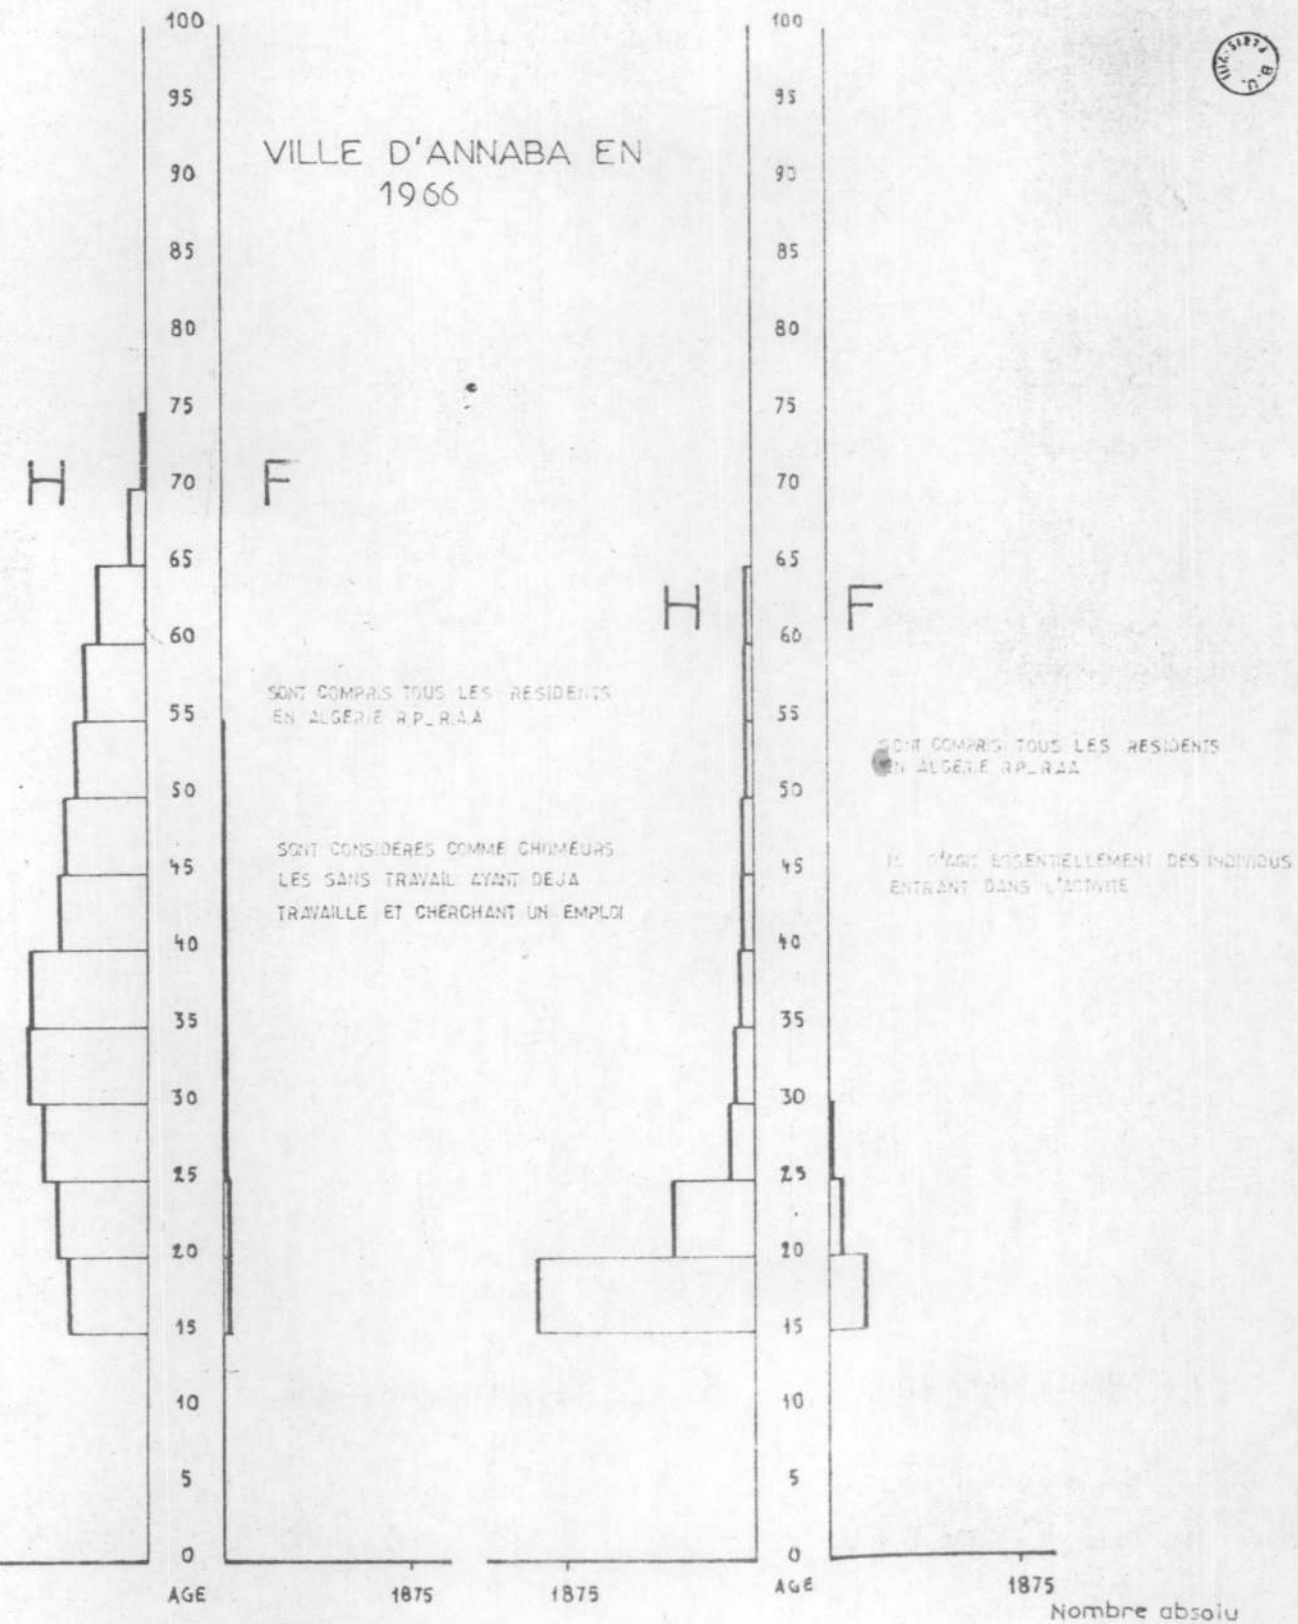 100
95
90
85
80
75
70
65
60
55
50
45
40
35
30
25
20
15
10
5
0
AGE
1875
VILLE D'ANNABA EN
1966
H
F
SONT COMPRIS TOUS LES RESIDENTS
EN ALGERIE R.P_R.A.A
SONT CONSIDERES COMME CHOMEURS
LES SANS TRAVAIL AYANT DEJA
TRAVAILLE ET CHERCHANT UN EMPLOI
100
95
90
85
80
75
70
65
60
55
50
45
40
35
30
25
20
15
10
5
0
1875
AGE
1875
H
F
SONT COMPRIS TOUS LES RESIDENTS
EN ALGERIE R.P_R.A.A
IL S'AGIT ESSENTIELLEMENT DES INDIVIDUS
ENTRANT DANS L'ACTIVITE
Nombre absolu
B.U.